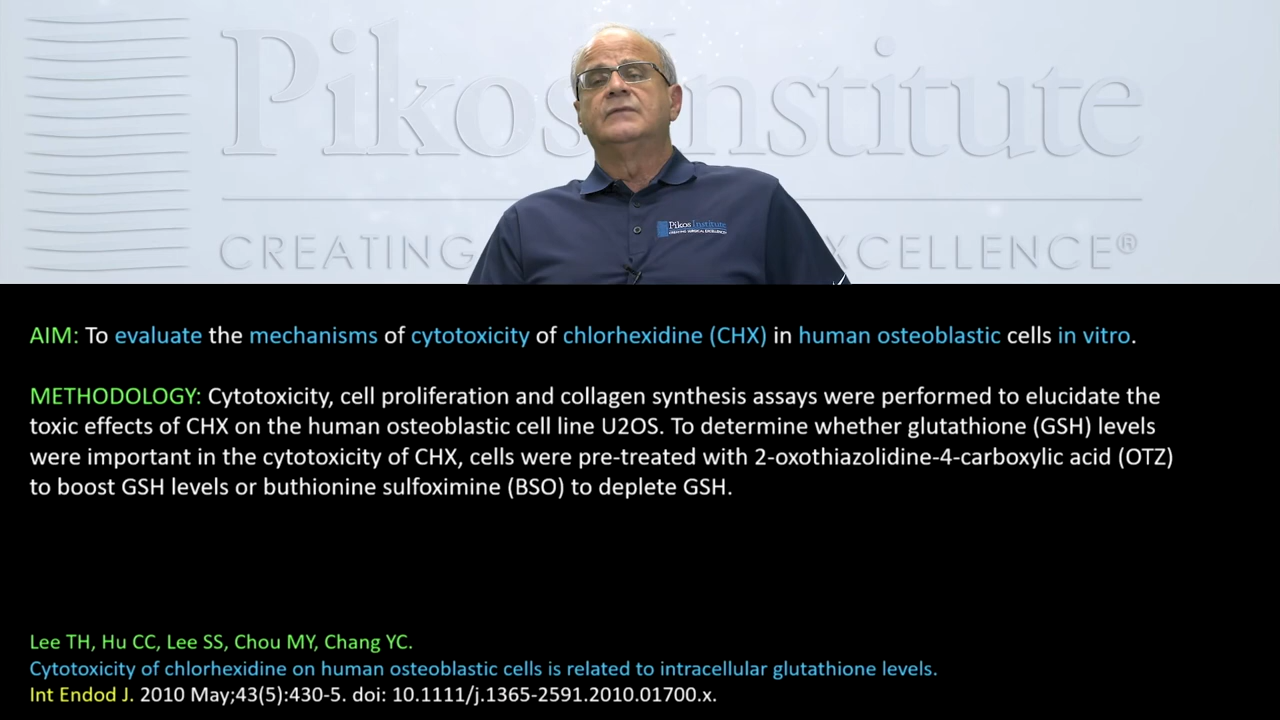 Pikos Institute
CREATING EXCELLENCE®
Pikos Institute
CREATING SURGICAL EXCELLENCE
AIM: To evaluate the mechanisms of cytotoxicity of chlorhexidine (CHX) in human osteoblastic cells in vitro.
METHODOLOGY: Cytotoxicity, cell proliferation and collagen synthesis assays were performed to elucidate the
toxic effects of CHX on the human osteoblastic cell line U2OS. To determine whether glutathione (GSH) levels
were important in the cytotoxicity of CHX, cells were pre-treated with 2-oxothiazolidine-4-carboxylic acid (OTZ)
to boost GSH levels or buthionine sulfoximine (BSO) to deplete GSH.
Lee TH, Hu CC, Lee SS, Chou MY, Chang YC.
Cytotoxicity of chlorhexidine on human osteoblastic cells is related to intracellular glutathione levels.
Int Endod J. 2010 May;43(5):430-5. doi: 10.1111/j.1365-2591.2010.01700.x.